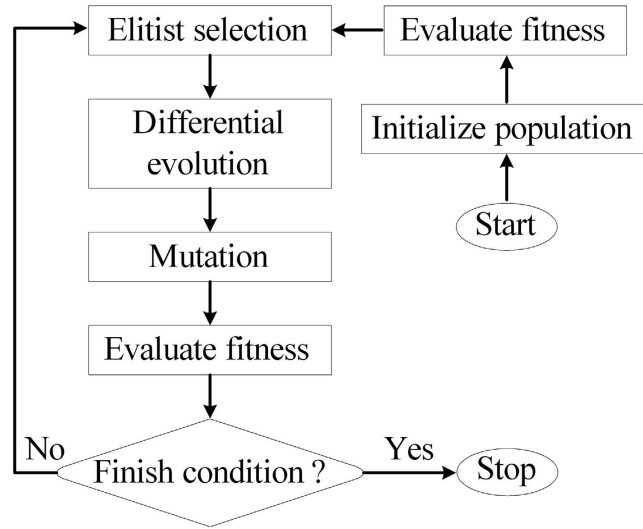 Elitist selection
Evaluate fitness
Differential
evolution
Initialize population
Start
Mutation
Evaluate fitness
No
Yes
Finish condition ?
Stop